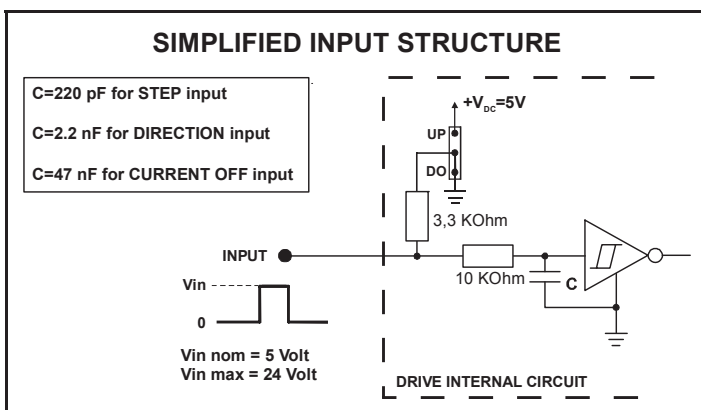 SIMPLIFIED INPUT STRUCTURE
C=220 pF for STEP input
C=2.2 nF for DIRECTION input
C=47 nF for CURRENT OFF input
+VDC=5V
UP
DO
3,3 KOhm
INPUT
10 KOhm
C
Vin
0
Vin nom = 5 Volt
Vin max = 24 Volt
DRIVE INTERNAL CIRCUIT